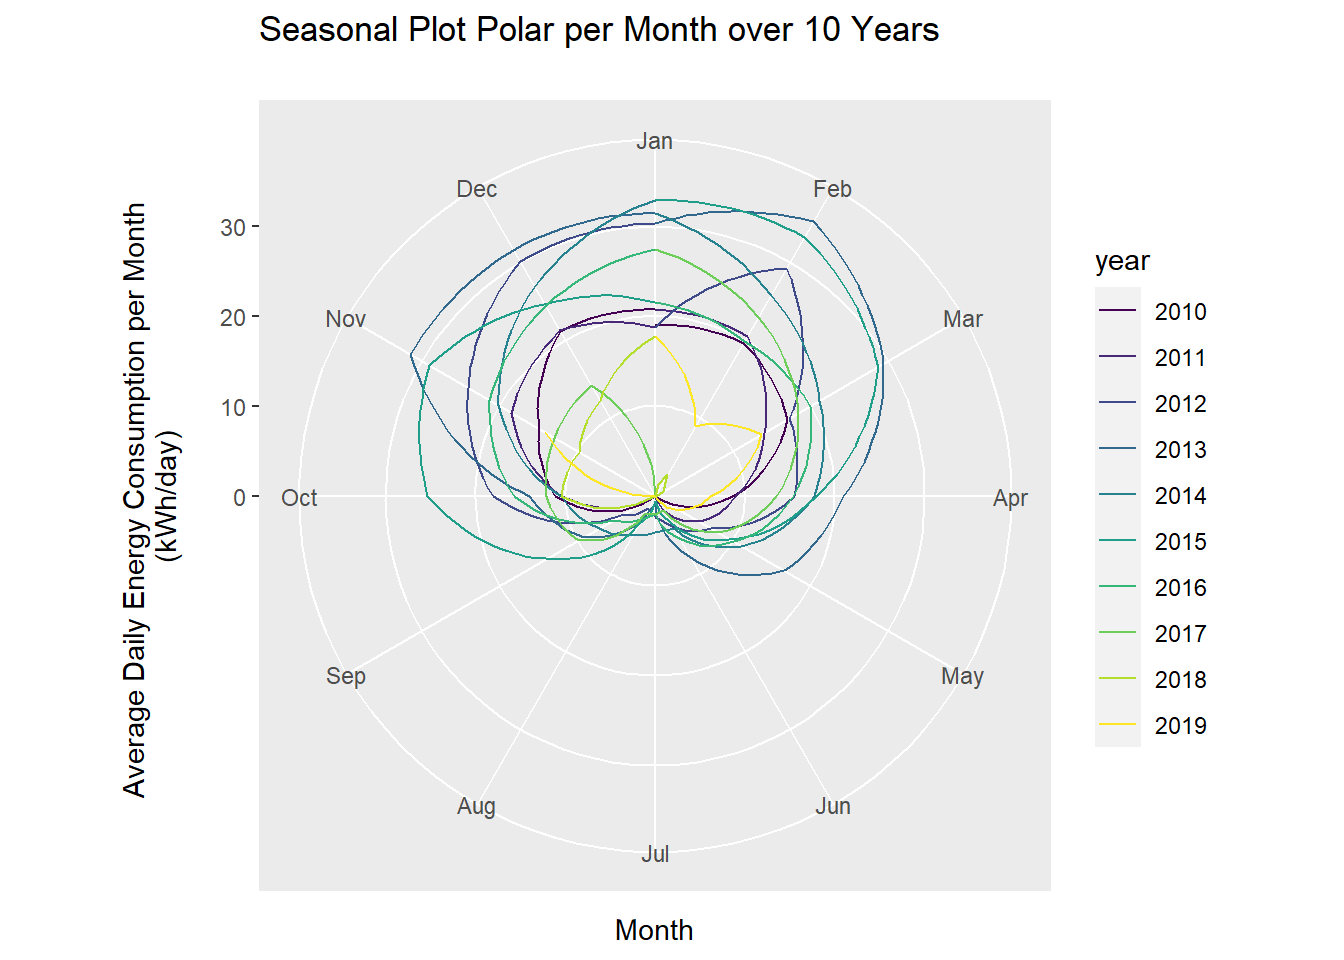 Seasonal Plot Polar per Month over 10 Years
Average Daily Energy Consumption per Month
(kWh/day)
30
20
10
0
Jan
Feb
Mar
Apr
May
Jun
Jul
Aug
Sep
Oct
Nov
Dec
Month
year
2010
2011
2012
2013
2014
2015
2016
2017
2018
2019